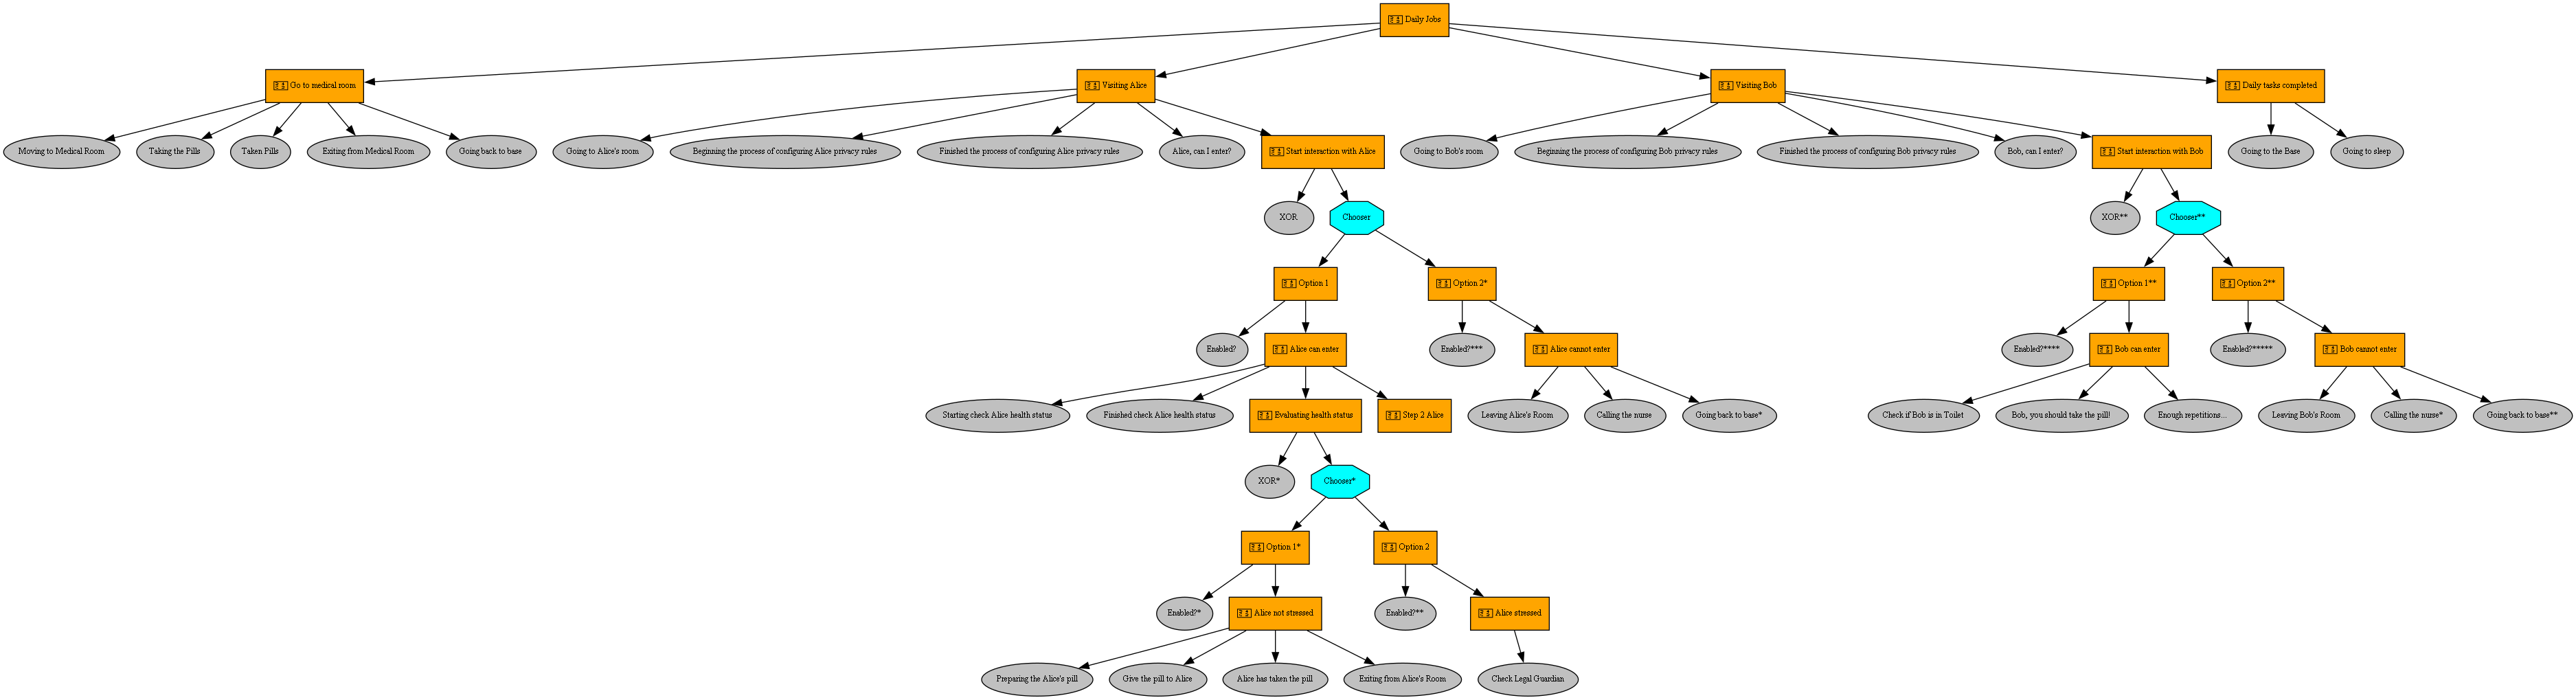 Daily Jobs
Go to medical room
Visiting Alice
Visiting Bob
Daily tasks completed
Moving to Medical Room
Taking the Pills
Taken Pills
Exiting from Medical Room
Going back to base
Going to Alice's room
Beginning the process of configuring Alice privacy rules
Finished the process of configuring Alice privacy rules
Alice, can I enter?
Start interaction with Alice
Going to Bob's room
Beginning the process of configuring Bob privacy rules
Finished the process of configuring Bob privacy rules
Bob, can I enter?
Start interaction with Bob
Going to the Base
Going to sleep
XOR
Chooser
XOR**
Chooser**
Option 1
Option 2*
Option 1**
Option 2**
Enabled?
Alice can enter
Enabled?***
Alice cannot enter
Enabled?****
Bob can enter
Enabled?*****
Bob cannot enter
Starting check Alice health status
Finished check Alice health status
Evaluating health status
Step 2 Alice
Leaving Alice's Room
Calling the nurse
Going back to base*
Check if Bob is in Toilet
Bob, you should take the pill!
Enough repetitions...
Leaving Bob's Room
Calling the nurse*
Going back to base**
XOR*
Chooser*
Option 1*
Option 2
Enabled?*
Alice not stressed
Enabled?**
Alice stressed
Preparing the Alice's pill
Give the pill to Alice
Alice has taken the pill
Exiting from Alice's Room
Check Legal Guardian